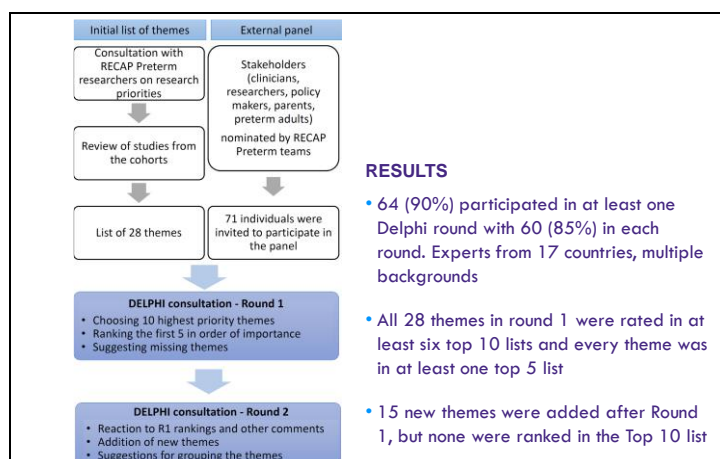 Initial list of themes
Consultation with
RECAP Preterm
researchers on research
priorities
Review of studies from
the cohorts
List of 28 themes
External panel
Stakeholders
(clinicians,
researchers, policy
makers, parents,
preterm adults)
nominated by RECAP
Preterm teams
71 individuals were
invited to participate in
the panel
DELPHI consultation - Round 1
• Choosing 10 highest priority themes
• Ranking the first 5 in order of importance
• Suggesting missing themes
DELPHI consultation - Round 2
• Reaction to R1 rankings and other comments
• Addition of new themes
• Suggestions for grouping the themes
RESULTS
• 64 (90%) participated in at least one
Delphi round with 60 (85%) in each
round. Experts from 17 countries, multiple
backgrounds
• All 28 themes in round 1 were rated in at
least six top 10 lists and every theme was
in at least one top 5 list
• 15 new themes were added after Round
1, but none were ranked in the Top 10 list